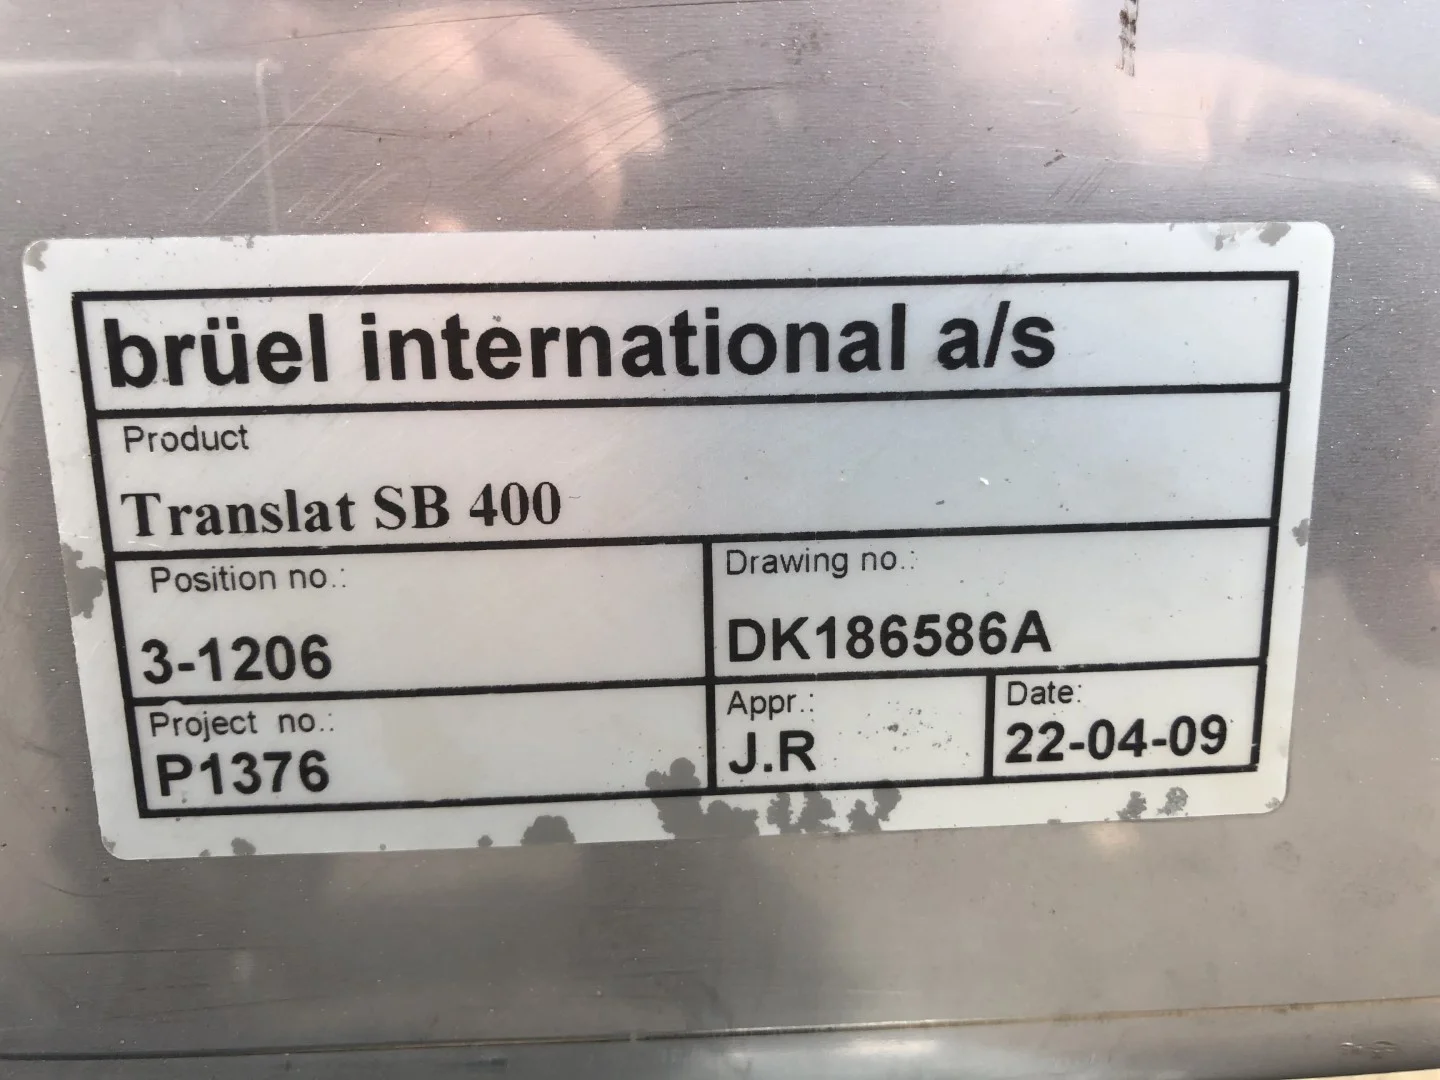 brüel international a/s
Product
Translat SB 400
Position no.:
3-1206
Drawing no.:
DK186586A
Project no.:
P1376
Appr.:
J.R
Date:
22-04-09